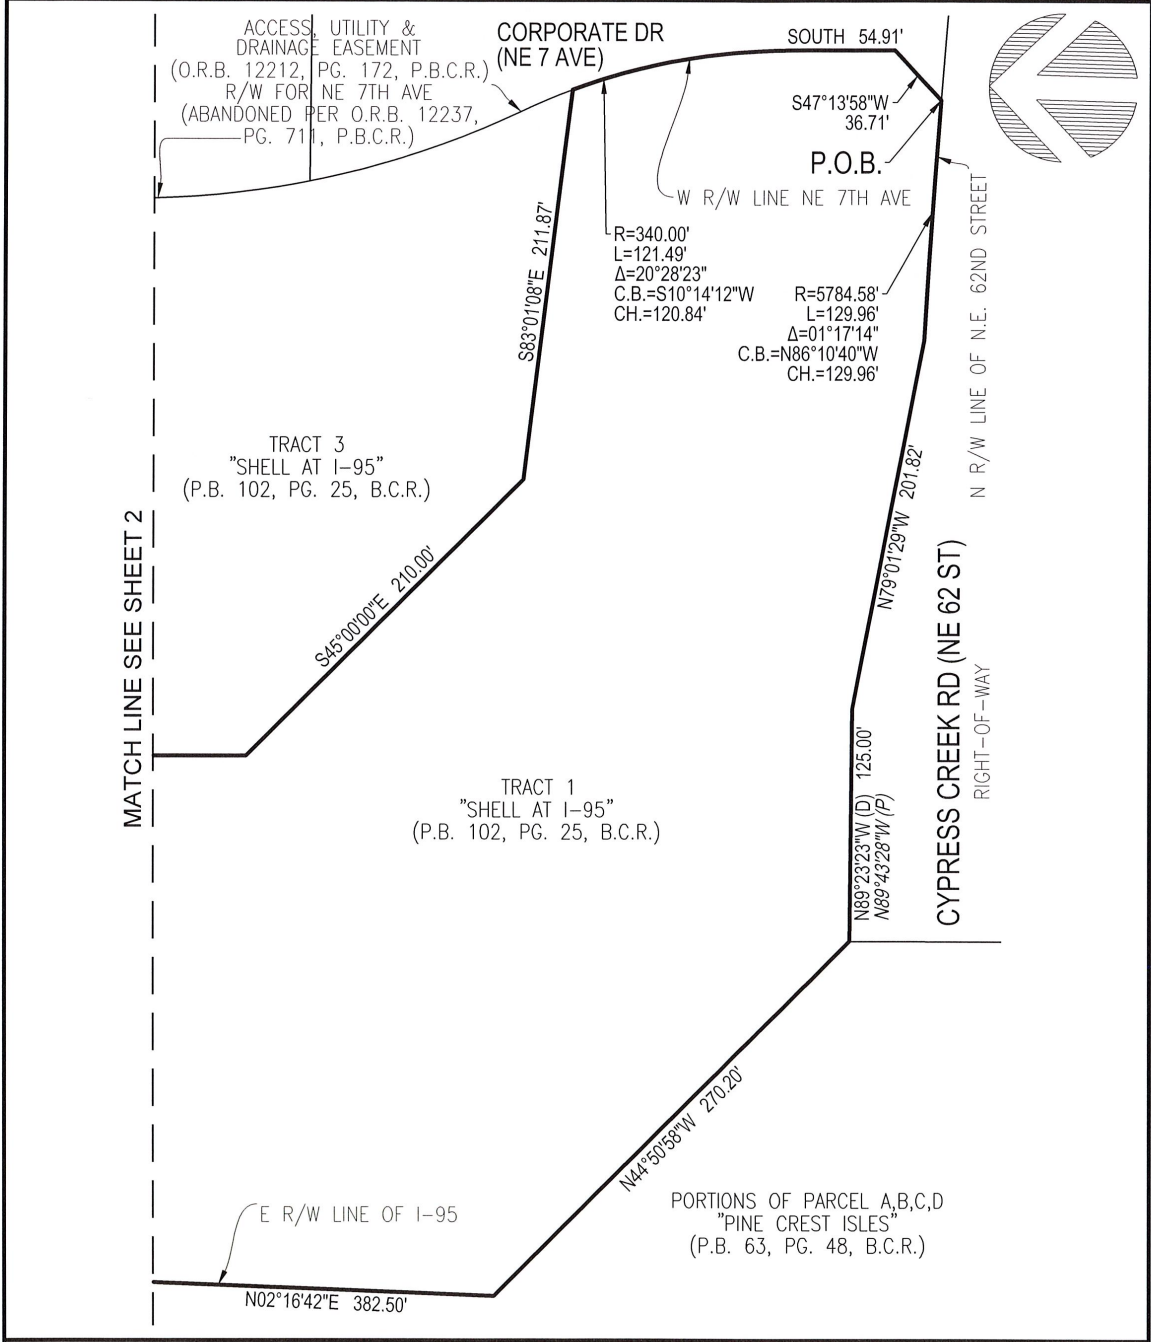 ACCESS, UTILITY &
DRAINAGE EASEMENT
(O.R.B. 12212, PG. 172, P.B.C.R.)
R/W FOR NE 7TH AVE
(ABANDONED PER O.R.B. 12237,
PG. 711, P.B.C.R.)
CORPORATE DR
(NE 7 AVE)
SOUTH 54.91'
S47°13'58"W
36.71'
P.O.B.
W R/W LINE NE 7TH AVE
R=340.00'
L=121.49'
Δ=20°28'23"
C.B.=S10°14'12"W
CH.=120.84'
R=5784.58'
L=129.96'
Δ=01°17'14"
C.B.=N86°10'40"W
CH.=129.96'
S83°01'08"E 211.87'
N R/W LINE OF N.E. 62ND STREET
TRACT 3
"SHELL AT I-95"
(P.B. 102, PG. 25, B.C.R.)
N79°01'29"W 201.82'
S45°00'00"E 210.00'
MATCH LINE SEE SHEET 2
CYPRESS CREEK RD (NE 62 ST)
RIGHT-OF-WAY
TRACT 1
"SHELL AT I-95"
(P.B. 102, PG. 25, B.C.R.)
N89°23'23"W (D) 125.00'
N89°43'28"W (P)
N44°50'58"W 270.20'
PORTIONS OF PARCEL A,B,C,D
"PINE CREST ISLES"
(P.B. 63, PG. 48, B.C.R.)
E R/W LINE OF I-95
N02°16'42"E 382.50'